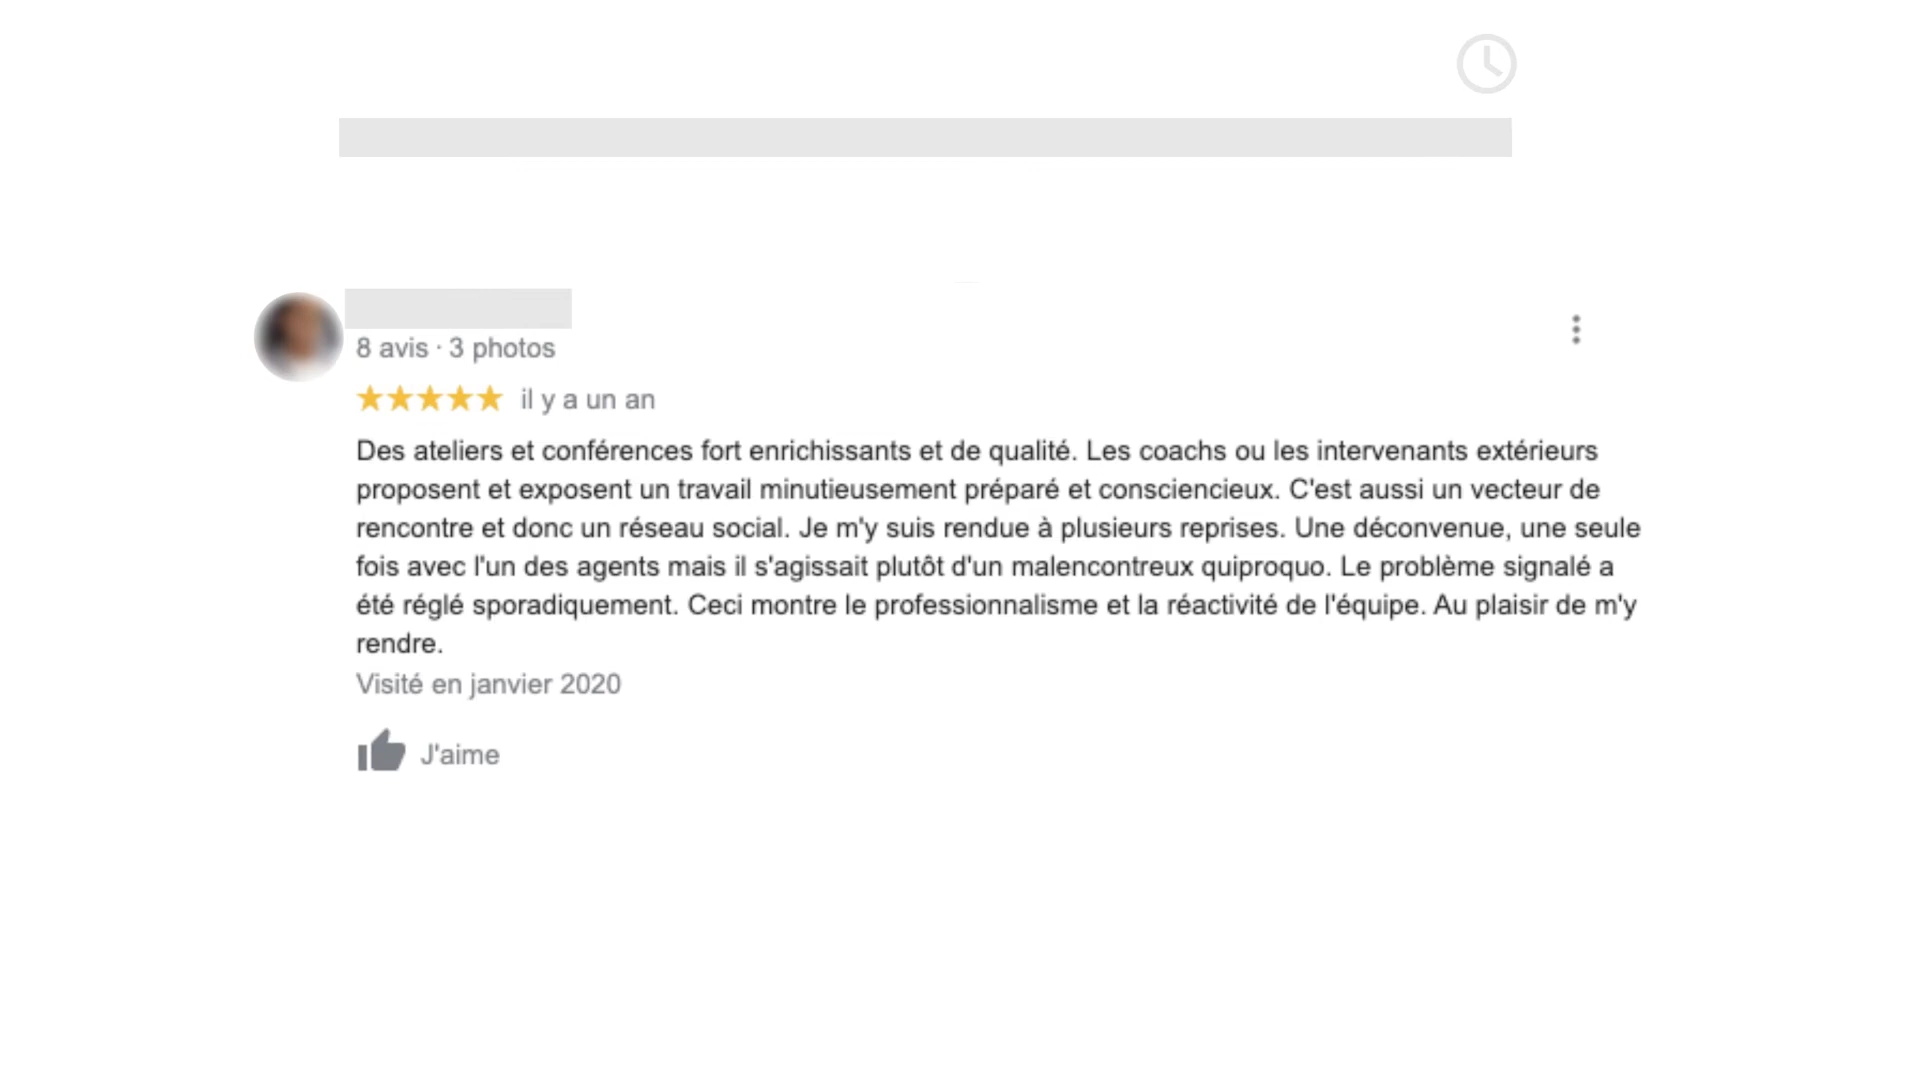 8 avis · 3 photos
il y a un an
Des ateliers et conférences fort enrichissants et de qualité. Les coachs ou les intervenants extérieurs
proposent et exposent un travail minutieusement préparé et consciencieux. C'est aussi un vecteur de
rencontre et donc un réseau social. Je m'y suis rendue à plusieurs reprises. Une déconvenue, une seule
fois avec l'un des agents mais il s'agissait plutôt d'un malencontreux quiproquo. Le problème signalé a
été réglé sporadiquement. Ceci montre le professionnalisme et la réactivité de l'équipe. Au plaisir de m'y
rendre.
Visité en janvier 2020
J'aime